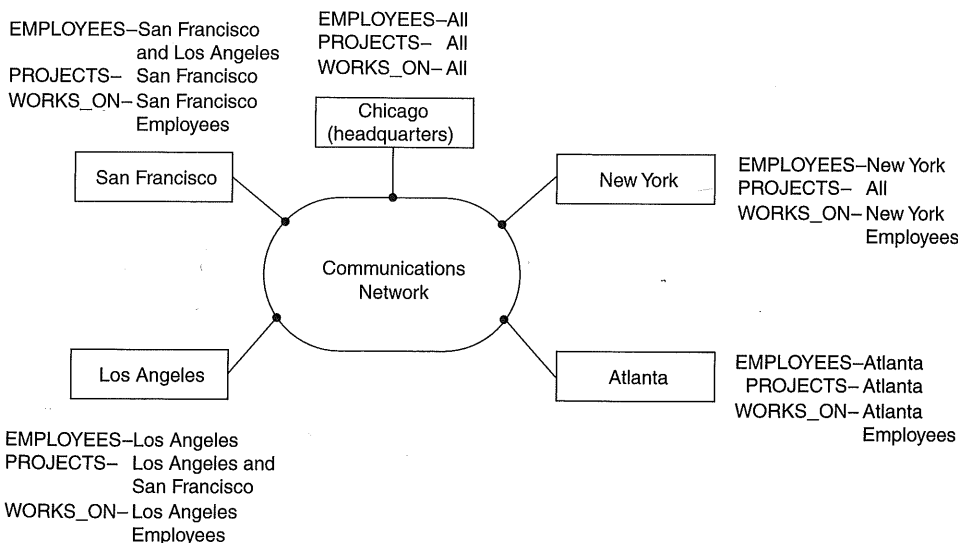 EMPLOYEES–San Francisco
and Los Angeles
PROJECTS– San Francisco
WORKS_ON–San Francisco
Employees
EMPLOYEES–All
PROJECTS– All
WORKS_ON–All
Chicago
(headquarters)
San Francisco
New York
EMPLOYEES–New York
PROJECTS– All
WORKS_ON–New York
Employees
Communications
Network
Los Angeles
EMPLOYEES–Los Angeles
PROJECTS– Los Angeles and
San Francisco
WORKS_ON–Los Angeles
Employees
Atlanta
EMPLOYEES–Atlanta
PROJECTS–Atlanta
WORKS_ON–Atlanta
Employees